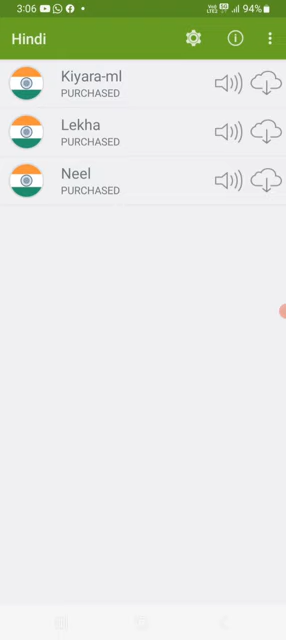 3:06
94%
Hindi
Kiyara-ml
PURCHASED
Lekha
PURCHASED
Neel
PURCHASED